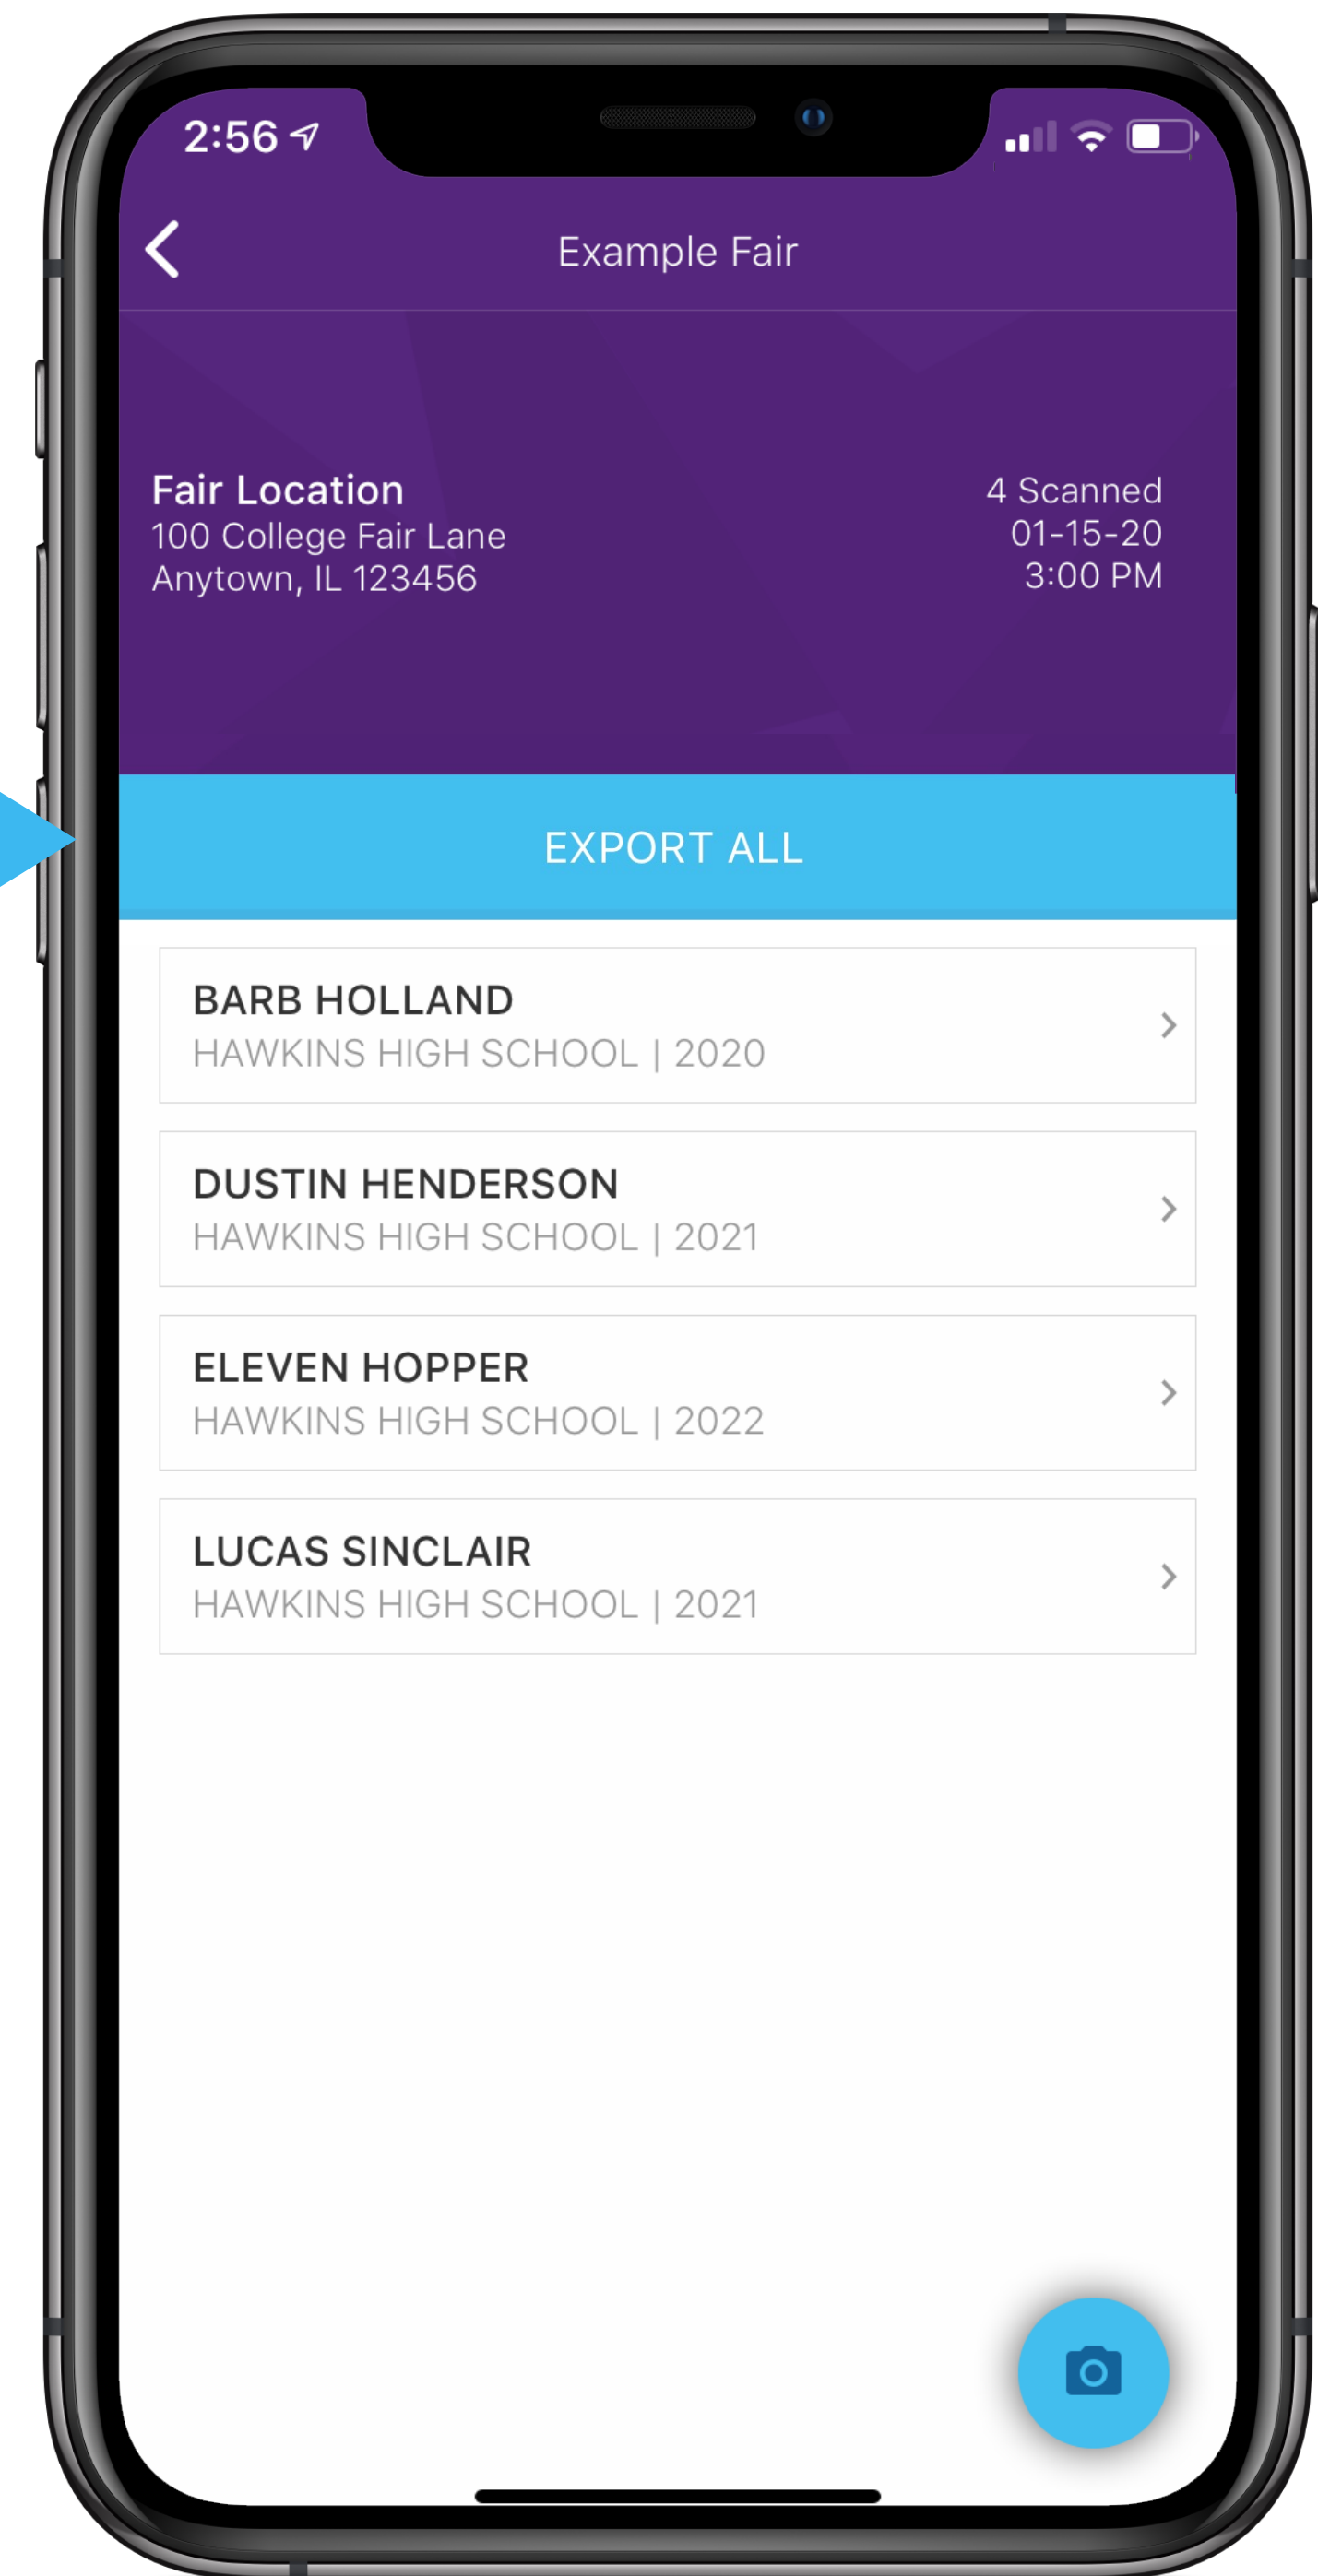 2:56
Example Fair
Fair Location
100 College Fair Lane
Anytown, IL 123456
4 Scanned
01-15-20
3:00 PM
EXPORT ALL
BARB HOLLAND
HAWKINS HIGH SCHOOL | 2020
DUSTIN HENDERSON
HAWKINS HIGH SCHOOL | 2021
ELEVEN HOPPER
HAWKINS HIGH SCHOOL | 2022
LUCAS SINCLAIR
HAWKINS HIGH SCHOOL | 2021